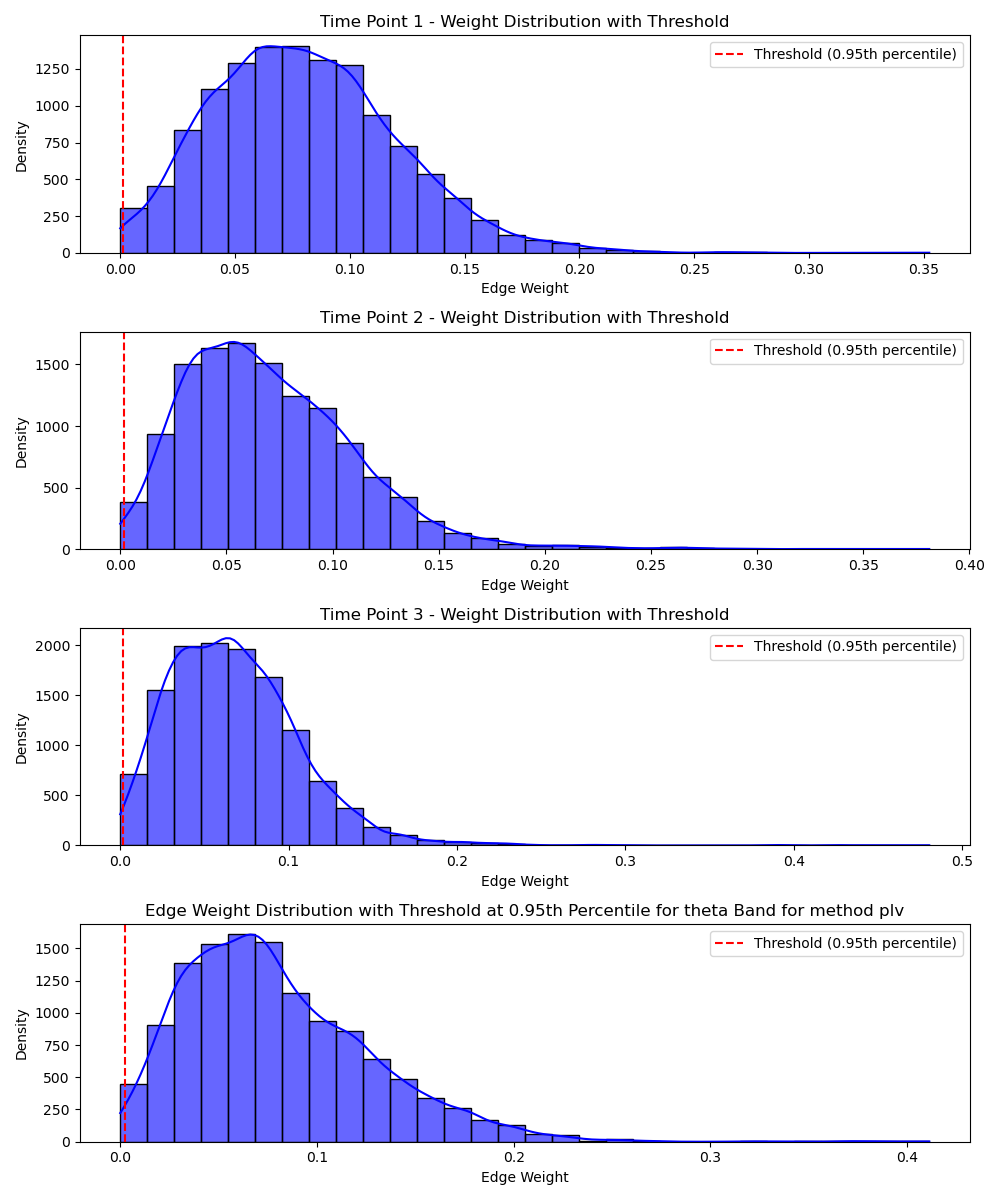 Time Point 1 - Weight Distribution with Threshold
Threshold (0.95th percentile)
Density
1250
1000
750
500
250
0
0.00 0.05 0.10 0.15 0.20 0.25 0.30 0.35
Edge Weight
Time Point 2 - Weight Distribution with Threshold
Threshold (0.95th percentile)
Density
1500
1000
500
0
0.00 0.05 0.10 0.15 0.20 0.25 0.30 0.35 0.40
Edge Weight
Time Point 3 - Weight Distribution with Threshold
Threshold (0.95th percentile)
Density
2000
1500
1000
500
0
0.0 0.1 0.2 0.3 0.4 0.5
Edge Weight
Edge Weight Distribution with Threshold at 0.95th Percentile for theta Band for method plv
Threshold (0.95th percentile)
Density
1500
1250
1000
750
500
250
0
0.0 0.1 0.2 0.3 0.4
Edge Weight